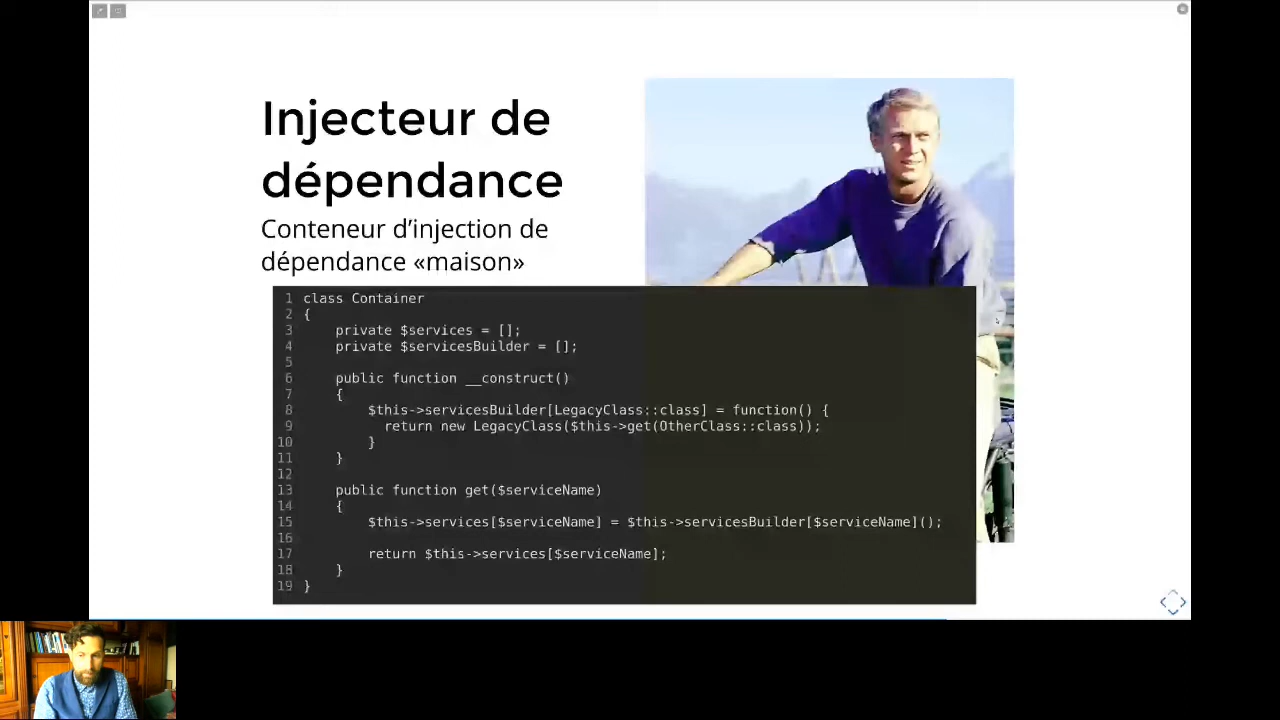 Injecteur de
dépendance
Conteneur d’injection de
dépendance «maison»
1 class Container
2 {
3     private $services = [];
4     private $servicesBuilder = [];
5
6     public function __construct()
7     {
8         $this->servicesBuilder[LegacyClass::class] = function() {
9           return new LegacyClass($this->get(OtherClass::class));
10         }
11     }
12
13     public function get($serviceName)
14     {
15         $this->services[$serviceName] = $this->servicesBuilder[$serviceName]();
16
17         return $this->services[$serviceName];
18     }
19 }